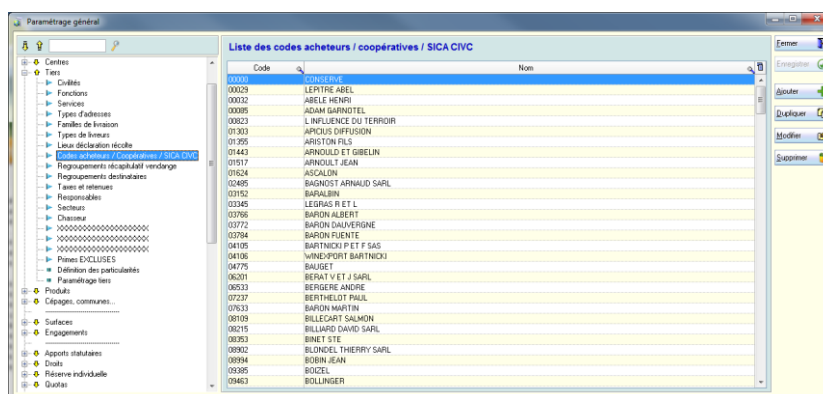 Paramétrage général
Centres
Tiers
Civilités
Fonctions
Services
Types d'adresses
Familles de livraison
Types de livreurs
Lieux déclaration récolte
Codes acheteurs / Coopératives / SICA CIVC
Regroupements récapitulatif vendange
Regroupements destinataires
Taxes et retenues
Responsables
Secteurs
Chasseur
Primes EXCLUSES
Définition des particularités
Paramétrage tiers
Produits
Cépages, communes...
Surfaces
Engagements
Apports statutaires
Droits
Réserve individuelle
Quotas
Liste des codes acheteurs / coopératives / SICA CIVC
Code Nom
00000 CONSERVE
00029 LEPITRE ABEL
00032 ABELE HENRI
00085 ADAM GARNOTEL
00823 L INFLUENCE DU TERROIR
01303 APICIUS DIFFUSION
01355 ARISTON FILS
01443 ARNOULD ET GIBELIN
01517 ARNOULT JEAN
01624 ASCALON
02485 BAGNOST ARNAUD SARL
03152 BARALBIN
03345 LEGRAS R ET L
03766 BARON ALBERT
03772 BARON DAUVERGNE
03784 BARON FUENTE
04105 BARTNICKI P ET F SAS
04106 WINEXPORT BARTNICKI
04775 BAUGET
06201 BERAT V ET J SARL
06533 BERGERE ANDRE
07237 BERTHELOT PAUL
07633 BARON MARTIN
08109 BILLECART SALMON
08215 BILLIARD DAVID SARL
08353 BINET STE
08902 BLONDEL THIERRY SARL
08994 BOBIN JEAN
09385 BOIZEL
09463 BOLLINGER
Fermer
Enregistrer
Ajouter
Dupliquer
Modifier
Supprimer